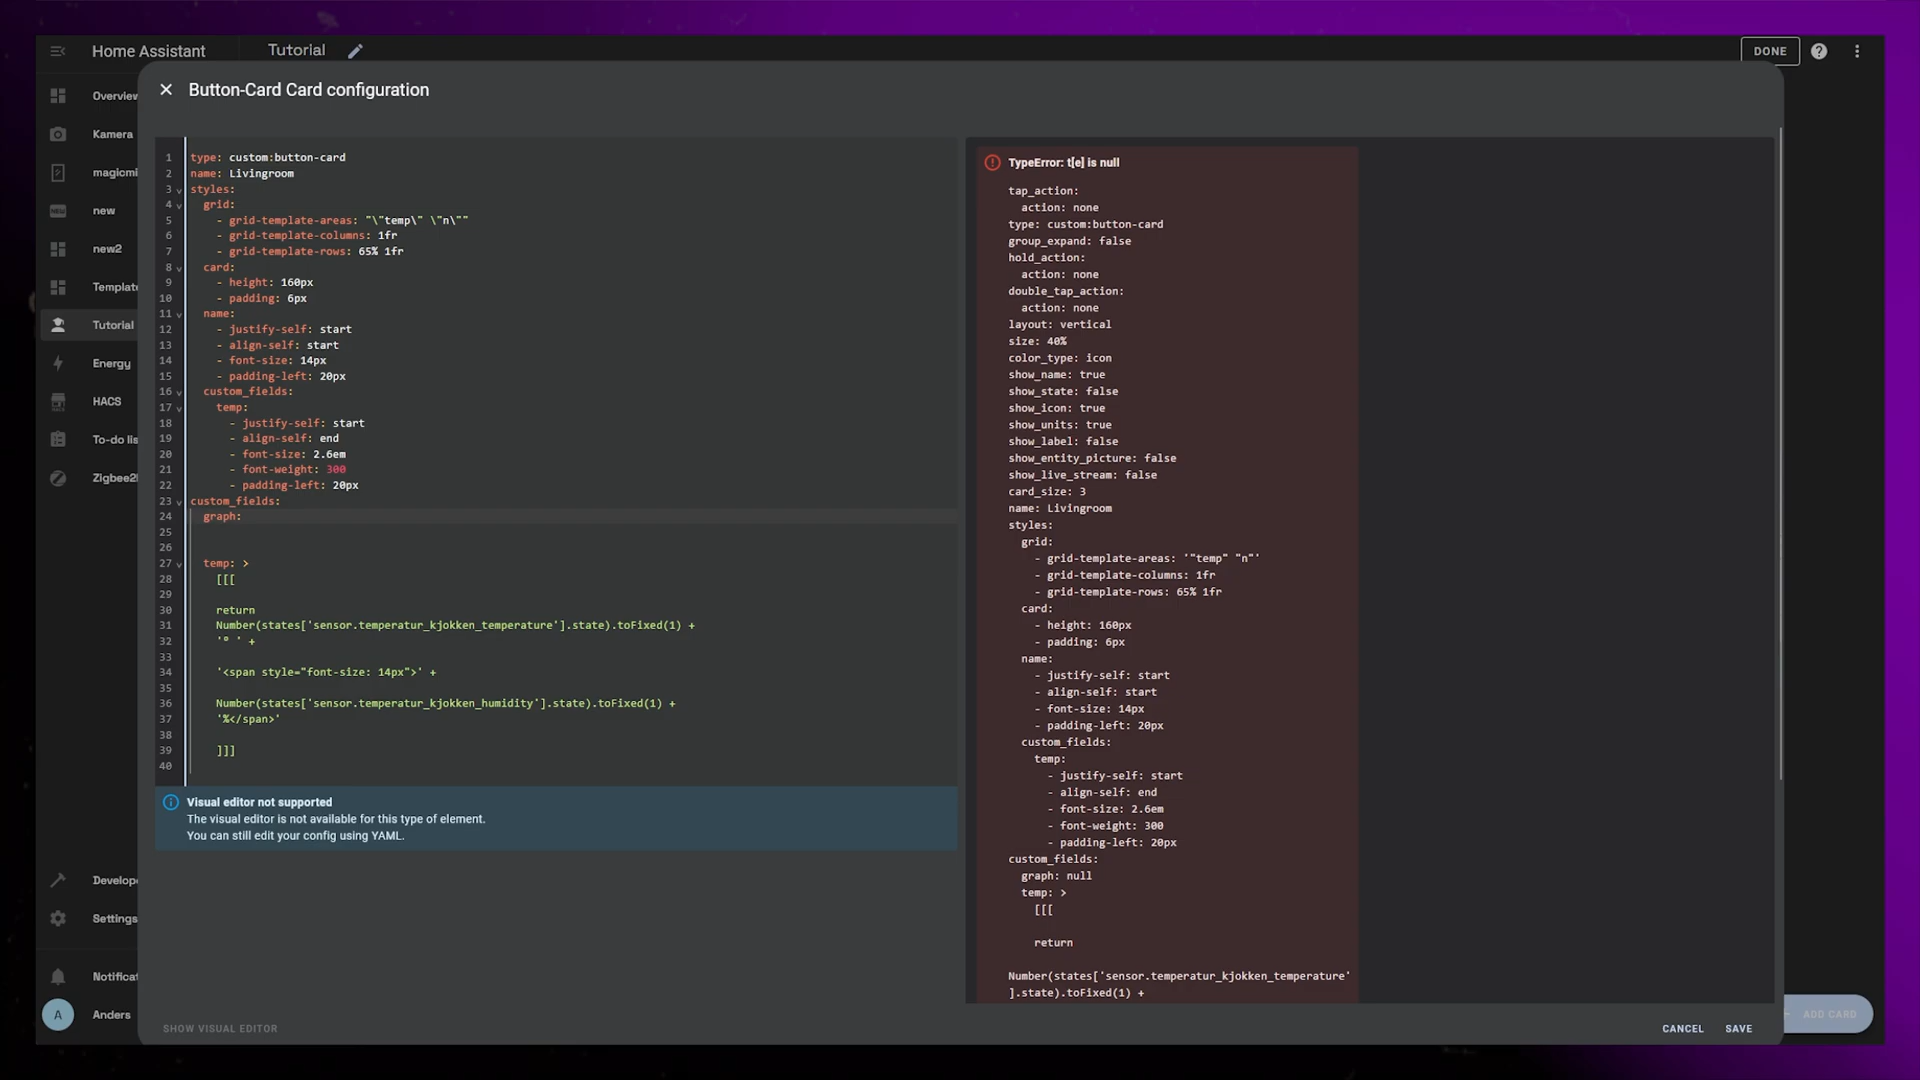 Home Assistant
Tutorial
DONE
Overview
Kamera
magicmi
new
new2
Template
Tutorial
Energy
HACS
To-do lis
Zigbee2
Develope
Settings
Notificat
A
Anders
Button-Card Card configuration
1 type: custom:button-card
2 name: Livingroom
3 styles:
4 grid:
5 - grid-template-areas: "\"temp\" \"n\""
6 - grid-template-columns: 1fr
7 - grid-template-rows: 65% 1fr
8 card:
9 - height: 160px
10 - padding: 6px
11 name:
12 - justify-self: start
13 - align-self: start
14 - font-size: 14px
15 - padding-left: 20px
16 custom_fields:
17 temp:
18 - justify-self: start
19 - align-self: end
20 - font-size: 2.6em
21 - font-weight: 300
22 - padding-left: 20px
23 custom_fields:
24 graph:
25
26
27 temp: >
28 [[[
29
30 return
31 Number(states['sensor.temperatur_kjokken_temperature'].state).toFixed(1) +
32 '° ' +
33
34 '<span style="font-size: 14px">' +
35
36 Number(states['sensor.temperatur_kjokken_humidity'].state).toFixed(1) +
37 '%</span>'
38
39 ]]]
40
Visual editor not supported
The visual editor is not available for this type of element.
You can still edit your config using YAML.
TypeError: t[e] is null
tap_action:
action: none
type: custom:button-card
group_expand: false
hold_action:
action: none
double_tap_action:
action: none
layout: vertical
size: 40%
color_type: icon
show_name: true
show_state: false
show_icon: true
show_units: true
show_label: false
show_entity_picture: false
show_live_stream: false
card_size: 3
name: Livingroom
styles:
grid:
- grid-template-areas: '"temp" "n"'
- grid-template-columns: 1fr
- grid-template-rows: 65% 1fr
card:
- height: 160px
- padding: 6px
name:
- justify-self: start
- align-self: start
- font-size: 14px
- padding-left: 20px
custom_fields:
temp:
- justify-self: start
- align-self: end
- font-size: 2.6em
- font-weight: 300
- padding-left: 20px
custom_fields:
graph: null
temp: >
[[[
return
Number(states['sensor.temperatur_kjokken_temperature'
].state).toFixed(1) +
SHOW VISUAL EDITOR
CANCEL
SAVE
ADD CARD